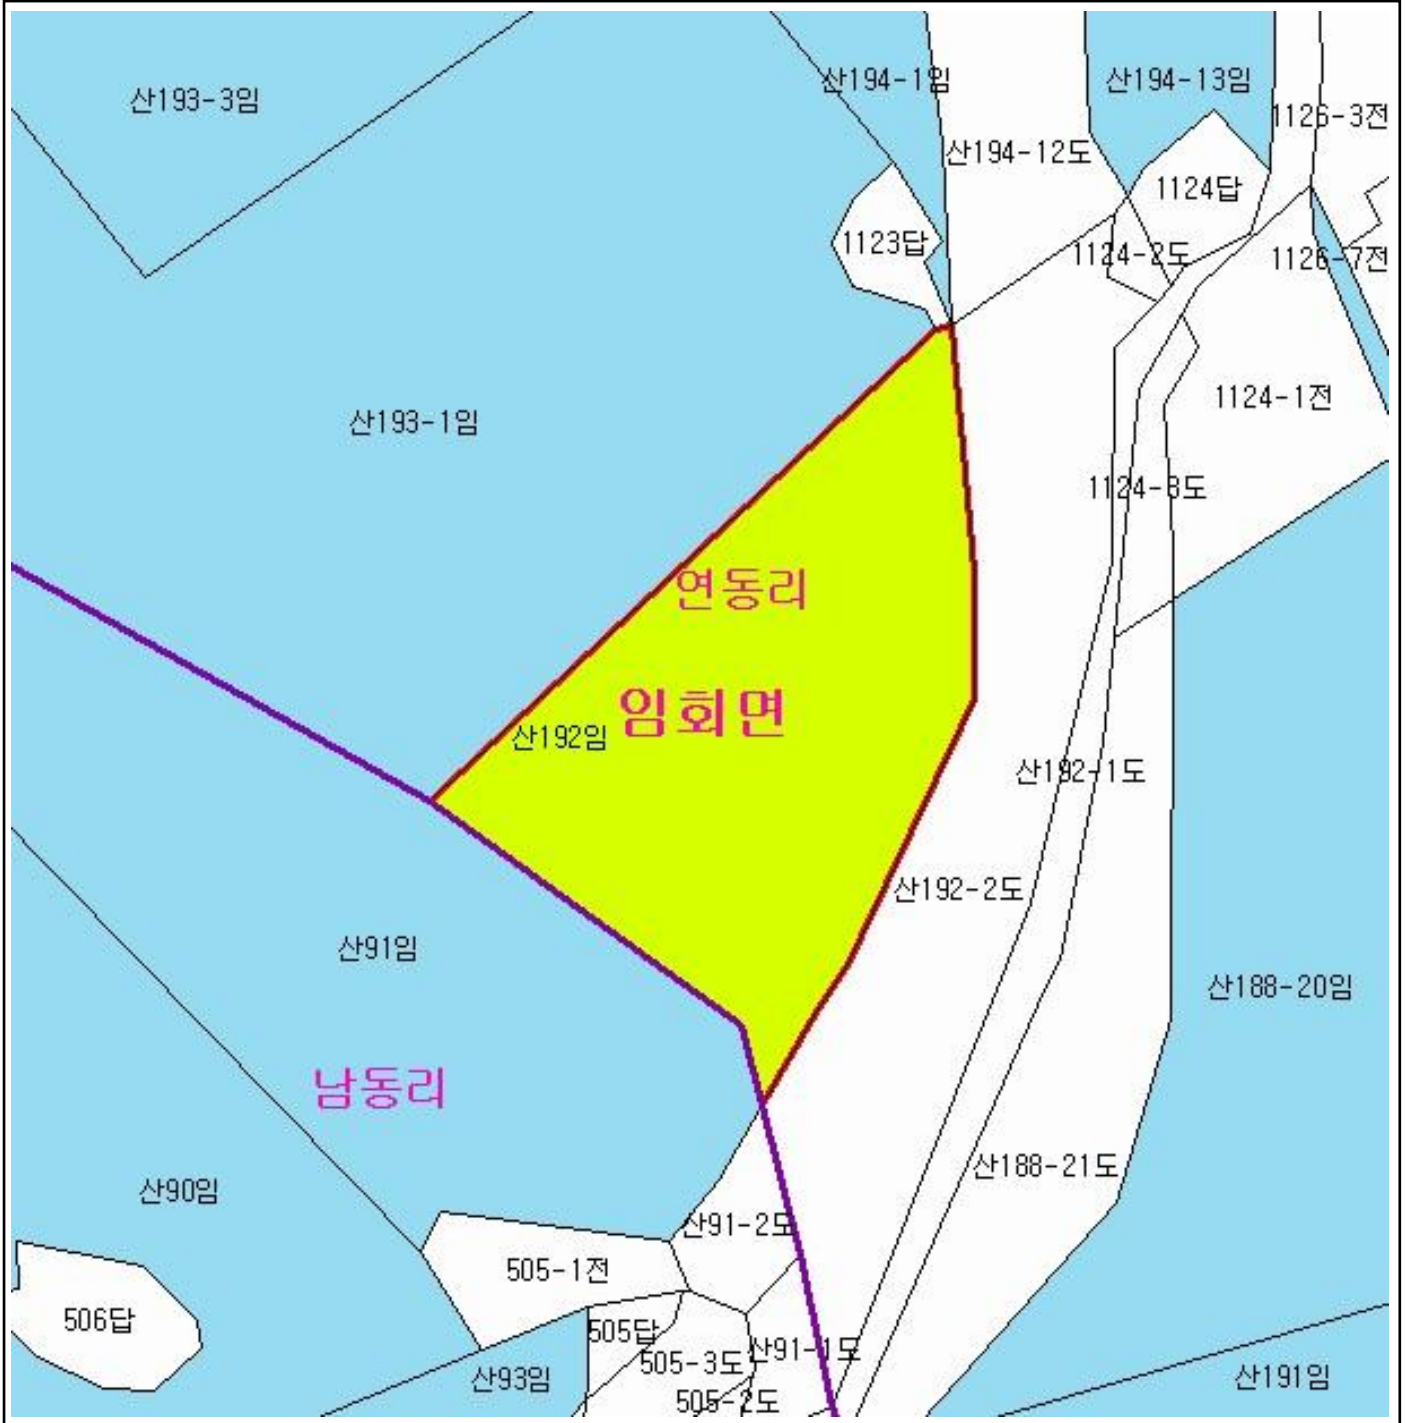 산194-1임
산194-13임
산193-3임
1126-3전
산194-12도
1124답
1123답
1124-2도
1126-7전
1124-1전
산193-1임
1124-3도
연동리
임회면
산192임
산192-1도
산192-2도
산91임
산188-20임
남동리
산188-21도
산90임
산91-2도
505-1전
506답
505답
산91-1도
505-3도
산93임
산191임
505-2도